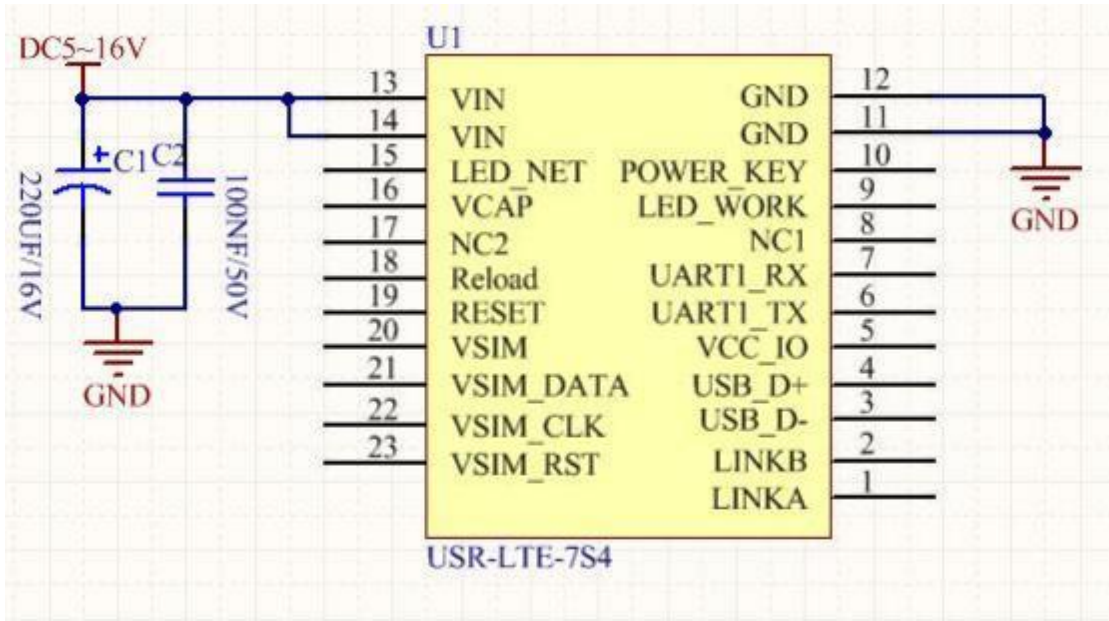 U1
DC5~16V
13 VIN GND 12
14 VIN GND 11
15 LED_NET POWER_KEY 10
16 VCAP LED_WORK 9
17 NC2 NC1 8
18 Reload UART1_RX 7
19 RESET UART1_TX 6
20 VSIM VCC_IO 5
21 VSIM_DATA USB_D+ 4
22 VSIM_CLK USB_D- 3
23 VSIM_RST LINKB 2
LINKA 1
+ C1 C2
220UF/16V
100NF/50V
GND
GND
USR-LTE-7S4